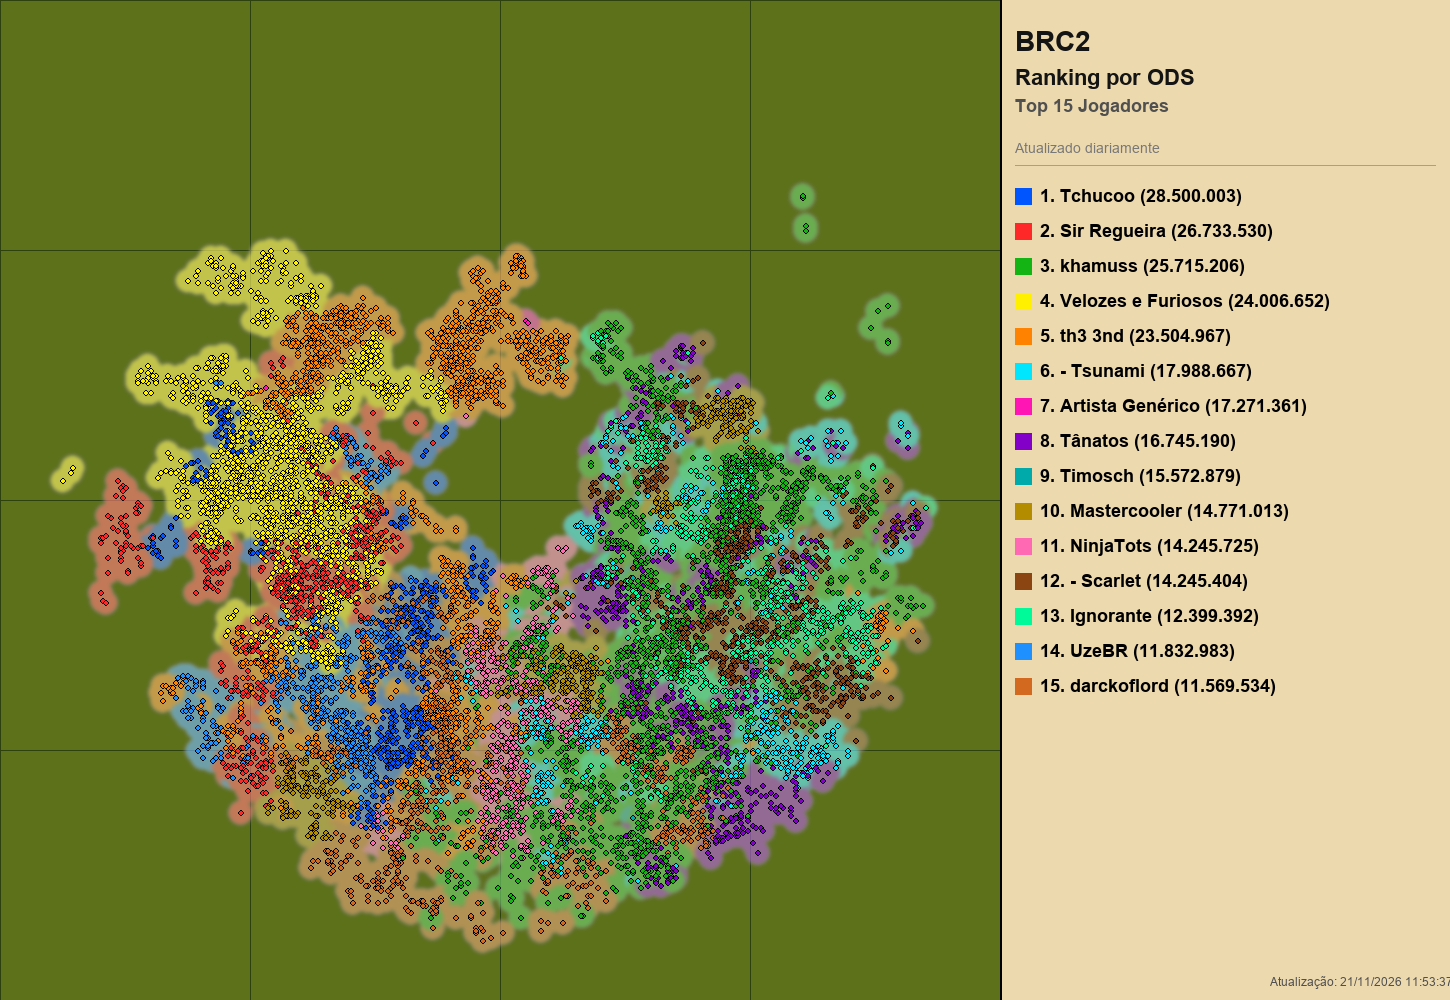 BRC2
Ranking por ODS
Top 15 Jogadores
Atualizado diariamente
1. Tchucoo (28.500.003)
2. Sir Regueira (26.733.530)
3. khamuss (25.715.206)
4. Velozes e Furiosos (24.006.652)
5. th3 3nd (23.504.967)
6. - Tsunami (17.988.667)
7. Artista Genérico (17.271.361)
8. Tânatos (16.745.190)
9. Timosch (15.572.879)
10. Mastercooler (14.771.013)
11. NinjaTots (14.245.725)
12. - Scarlet (14.245.404)
13. Ignorante (12.399.392)
14. UzeBR (11.832.983)
15. darckoflord (11.569.534)
Atualização: 21/11/2026 11:53:37